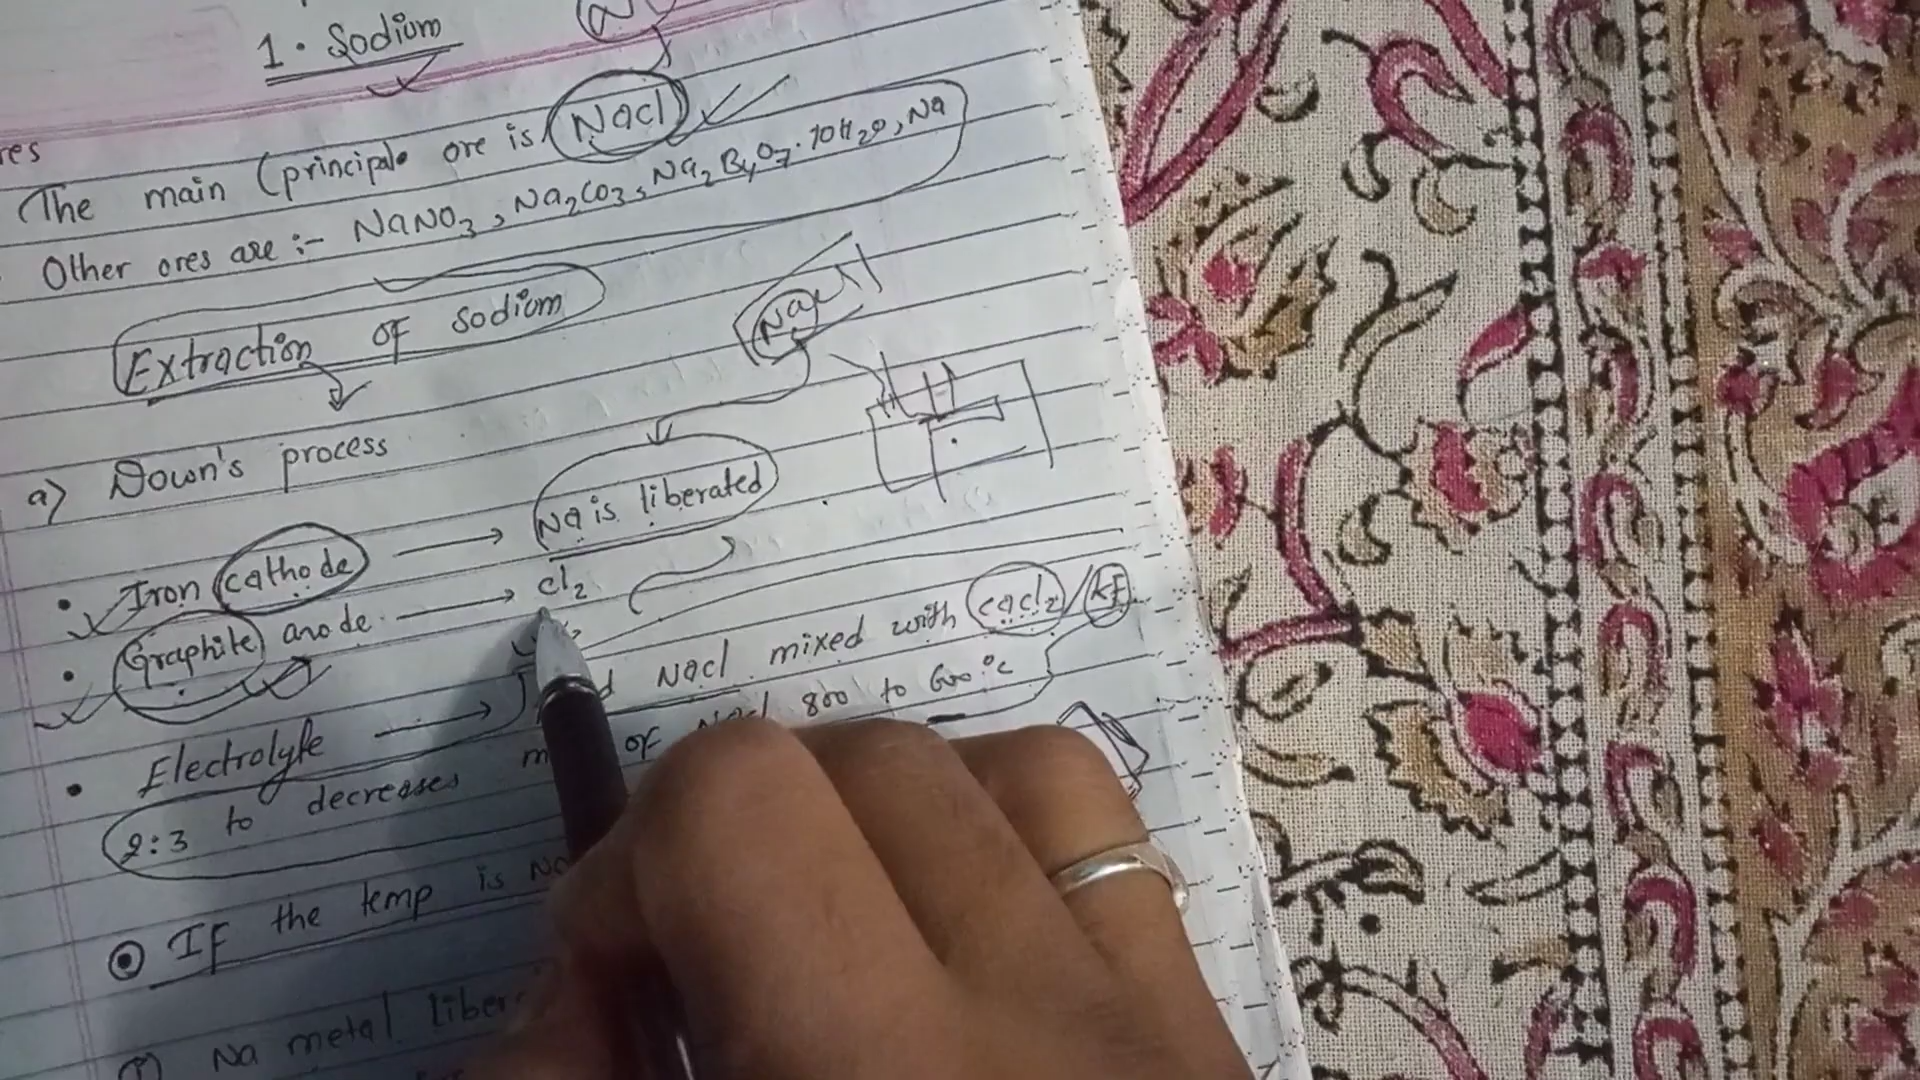 1. Sodium
res
The main (principal ore is NaCl
Other ores are :- NaNO3, Na2CO3, Na2B4O7. 10H2O, Na
Extraction of sodium
a) Down's process
• Iron cathode → Na is liberated
• Graphite anode → Cl2
• Electrolyte → NaCl mixed with CaCl2/KF
2:3 to decreases of NaCl 800 to 600°C
IF the temp is
Na metal